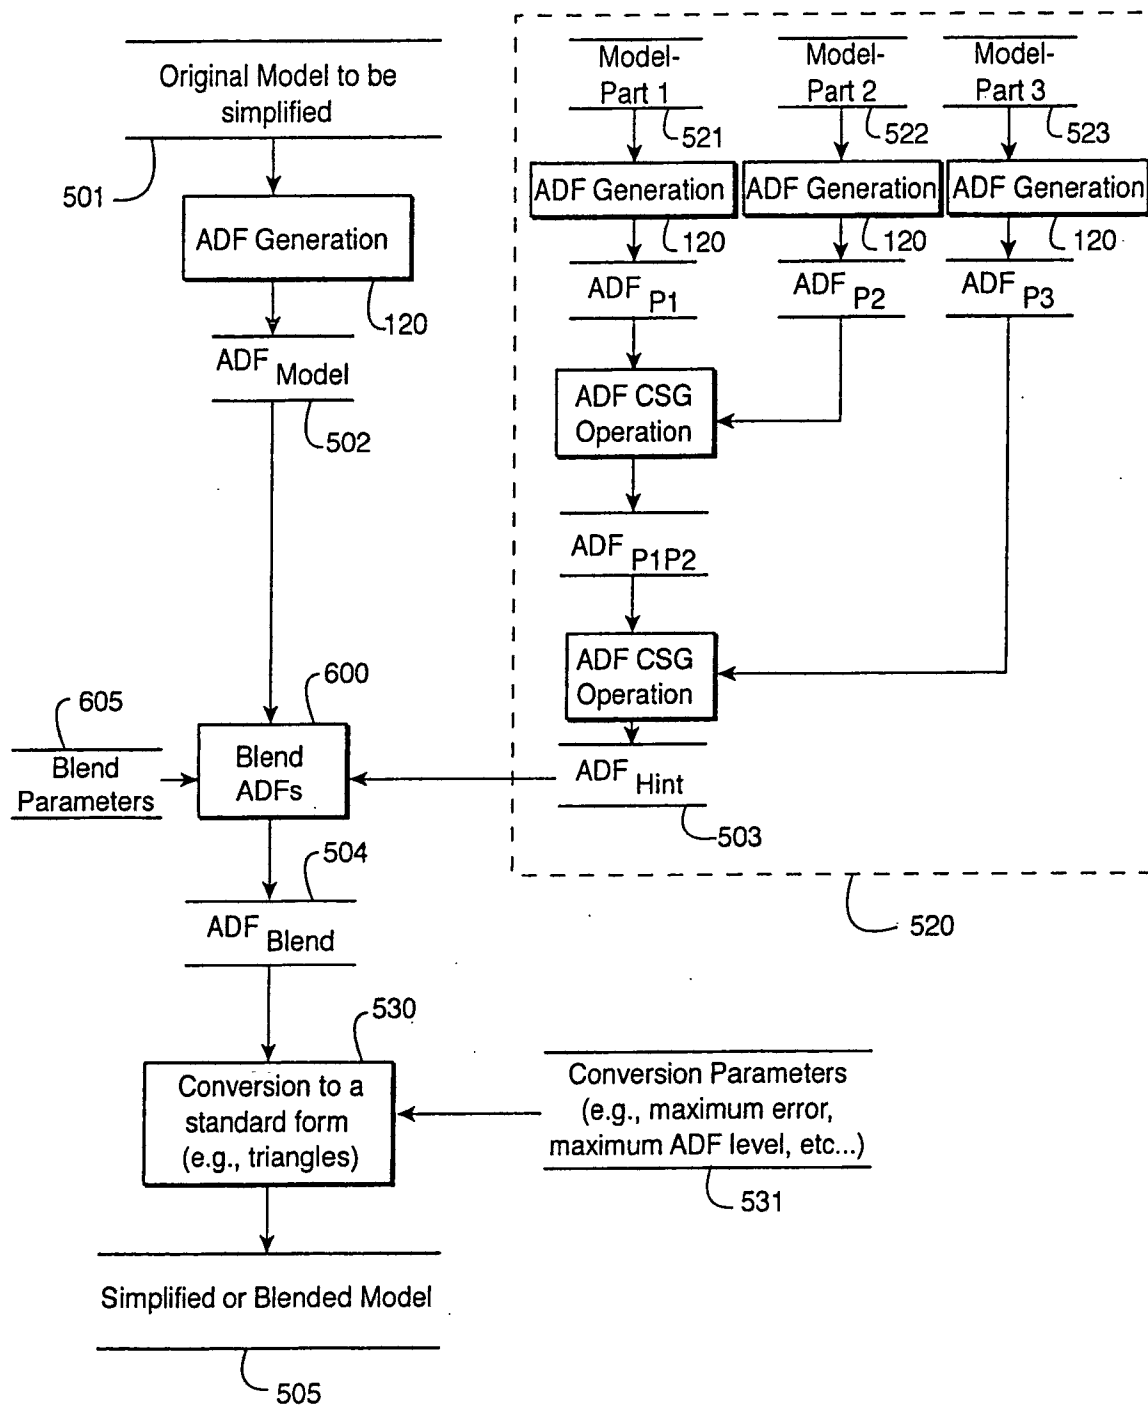 Original Model to be
simplified
501
ADF Generation
120
ADF Model
502
605
Blend
Parameters
600
Blend
ADFs
504
ADF Blend
530
Conversion to a
standard form
(e.g., triangles)
Conversion Parameters
(e.g., maximum error,
maximum ADF level, etc...)
531
Simplified or Blended Model
505
Model-
Part 1
521
Model-
Part 2
522
Model-
Part 3
523
ADF Generation
120
ADF Generation
120
ADF Generation
120
ADF P1
ADF P2
ADF P3
ADF CSG
Operation
ADF P1P2
ADF CSG
Operation
ADF Hint
503
520